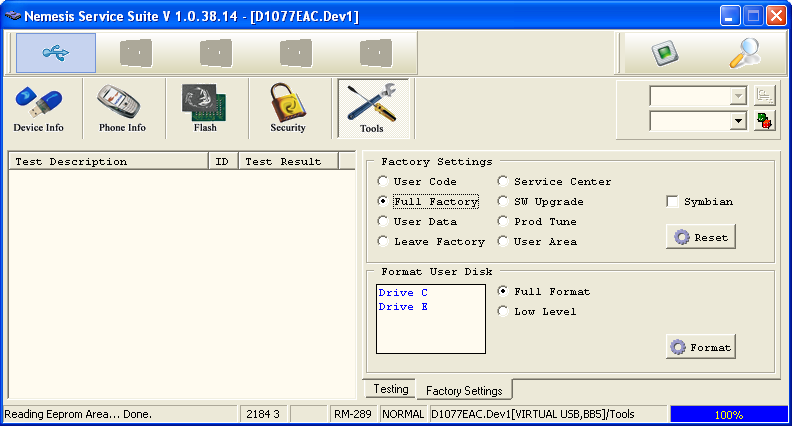 Nemesis Service Suite V 1.0.38.14 - [D1077EAC.Dev1]
Device Info
Phone Info
Flash
Security
Tools
Test Description ID Test Result
Factory Settings
User Code Service Center
Full Factory SW Upgrade Symbian
User Data Prod Tune
Reset
Leave Factory User Area
Format User Disk
Drive C Full Format
Drive E
Low Level
Format
Testing Factory Settings
Reading Eeprom Area... Done. 2184 3 RM-289 NORMAL D1077EAC.Dev1[VIRTUAL USB,BB5]/Tools 100%